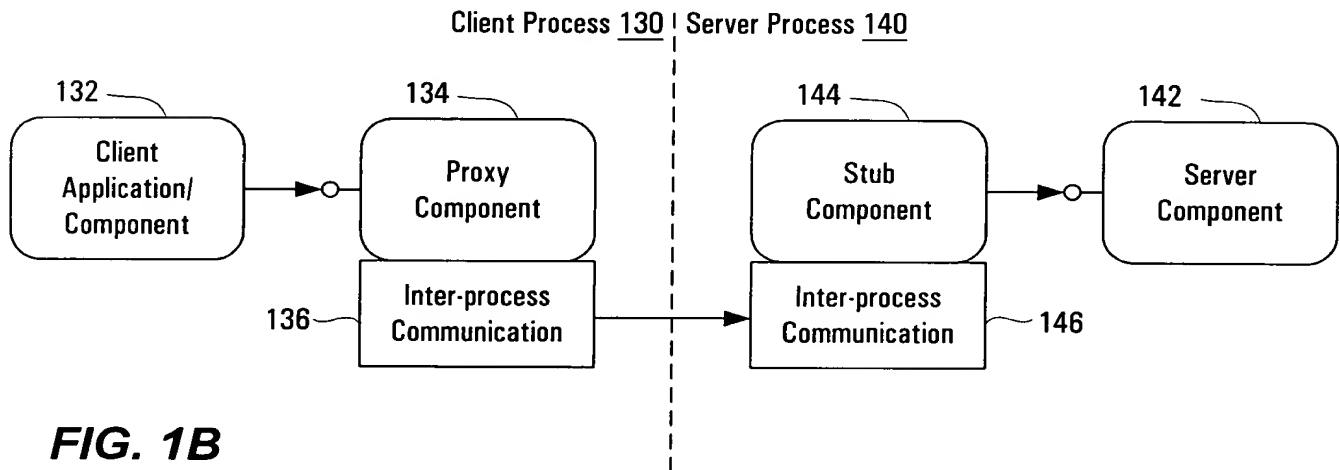 Client Process 130
Server Process 140
132
134
144
142
Client
Application/
Component
Proxy
Component
Stub
Component
Server
Component
136
Inter-process
Communication
Inter-process
Communication
146
FIG. 1B